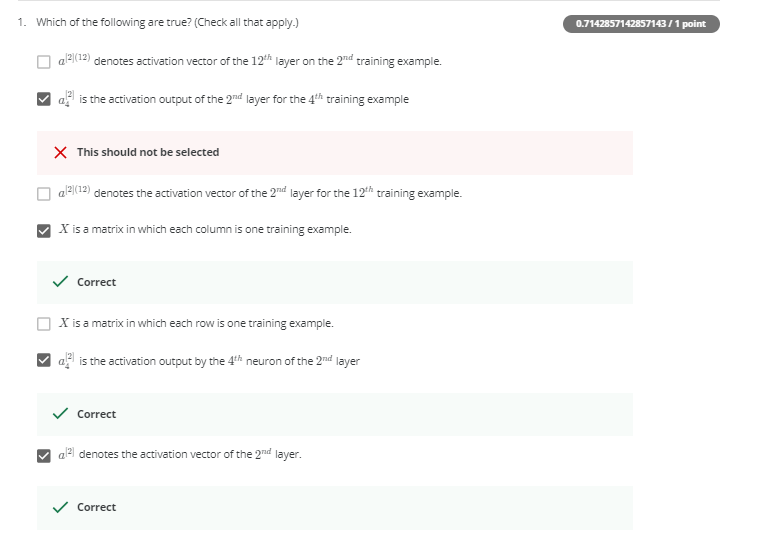 1. Which of the following are true? (Check all that apply.)
0.7142857142857143 / 1 point
a^{[2](12)} denotes activation vector of the 12^{th} layer on the 2^{nd} training example.
a_4^{[2]} is the activation output of the 2^{nd} layer for the 4^{th} training example
This should not be selected
a^{[2](12)} denotes the activation vector of the 2^{nd} layer for the 12^{th} training example.
X is a matrix in which each column is one training example.
Correct
X is a matrix in which each row is one training example.
a_4^{[2]} is the activation output by the 4^{th} neuron of the 2^{nd} layer
Correct
a^{[2]} denotes the activation vector of the 2^{nd} layer.
Correct